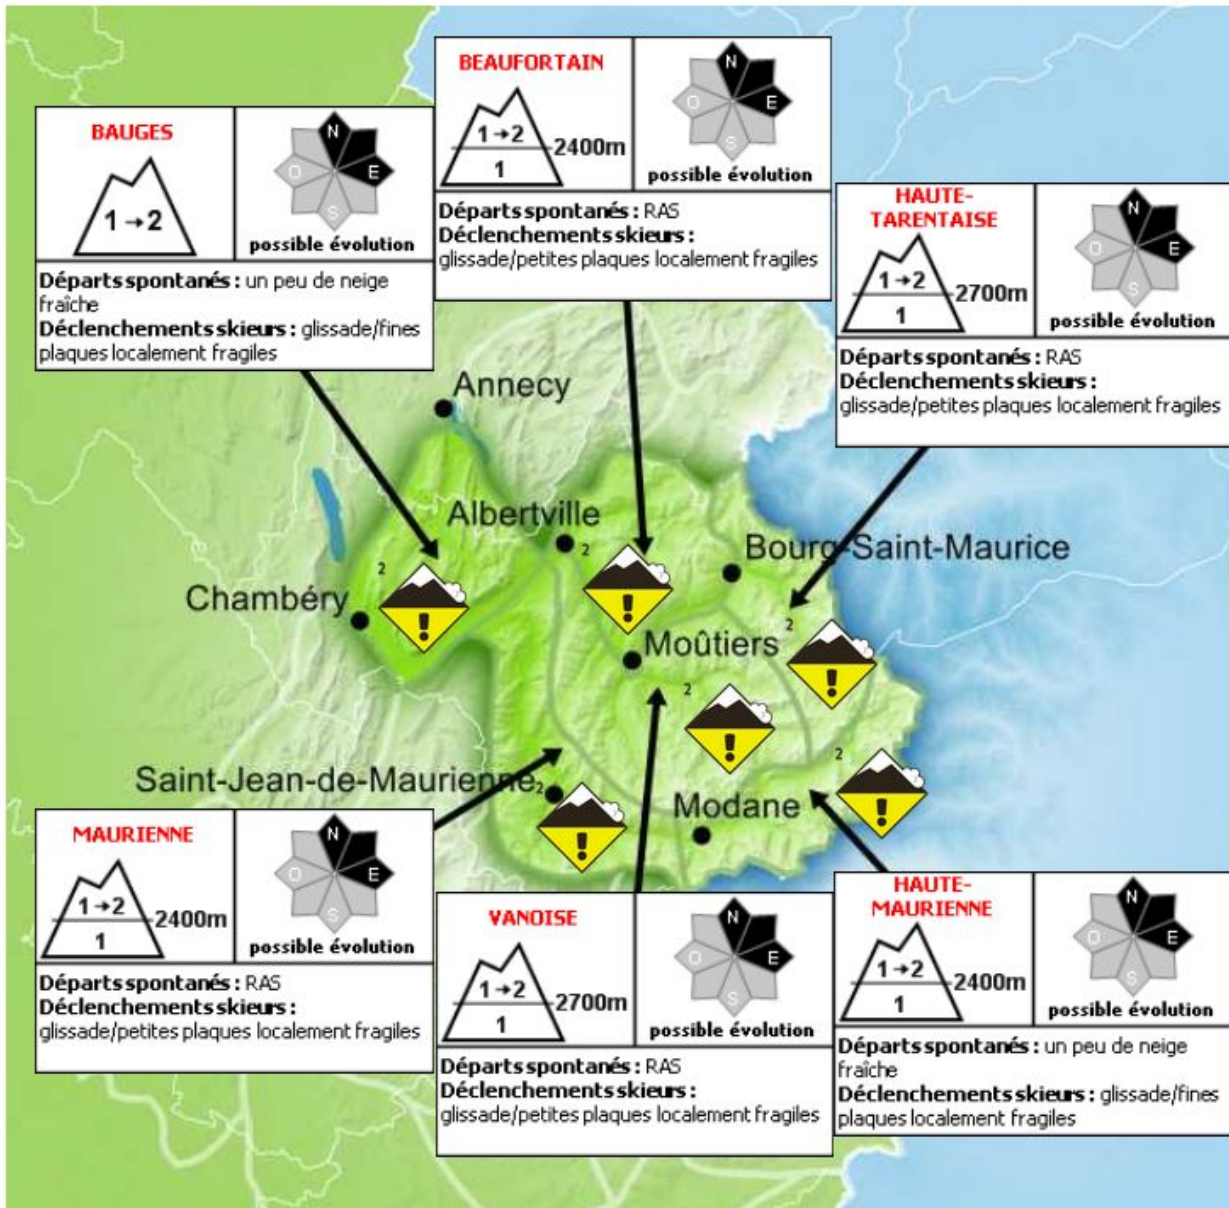 BEAUFORTAIN
1→2
1
2400m
N
E
S
O
possible évolution
Départs spontanés : RAS
Déclenchements skieurs :
glissade/petites plaques localement fragiles
BAUGES
1→2
N
E
S
O
possible évolution
Départs spontanés : un peu de neige
fraîche
Déclenchements skieurs : glissade/fines
plaques localement fragiles
HAUTE-
TARENTAISE
1→2
1
2700m
N
E
S
O
possible évolution
Départs spontanés : RAS
Déclenchements skieurs :
glissade/petites plaques localement fragiles
Annecy
Albertville
2
Bourg-Saint-Maurice
2
!
!
Chambéry
Moûtiers
2
!
2
!
Saint-Jean-de-Maurienne
2
!
Modane
2
!
MAURIENNE
1→2
1
2400m
N
E
S
O
possible évolution
Départs spontanés : RAS
Déclenchements skieurs :
glissade/petites plaques localement fragiles
VANOISE
1→2
1
2700m
N
E
S
O
possible évolution
Départs spontanés : RAS
Déclenchements skieurs :
glissade/petites plaques localement fragiles
HAUTE-
MAURIENNE
1→2
1
2400m
N
E
S
O
possible évolution
Départs spontanés : un peu de neige
fraîche
Déclenchements skieurs : glissade/fines
plaques localement fragiles